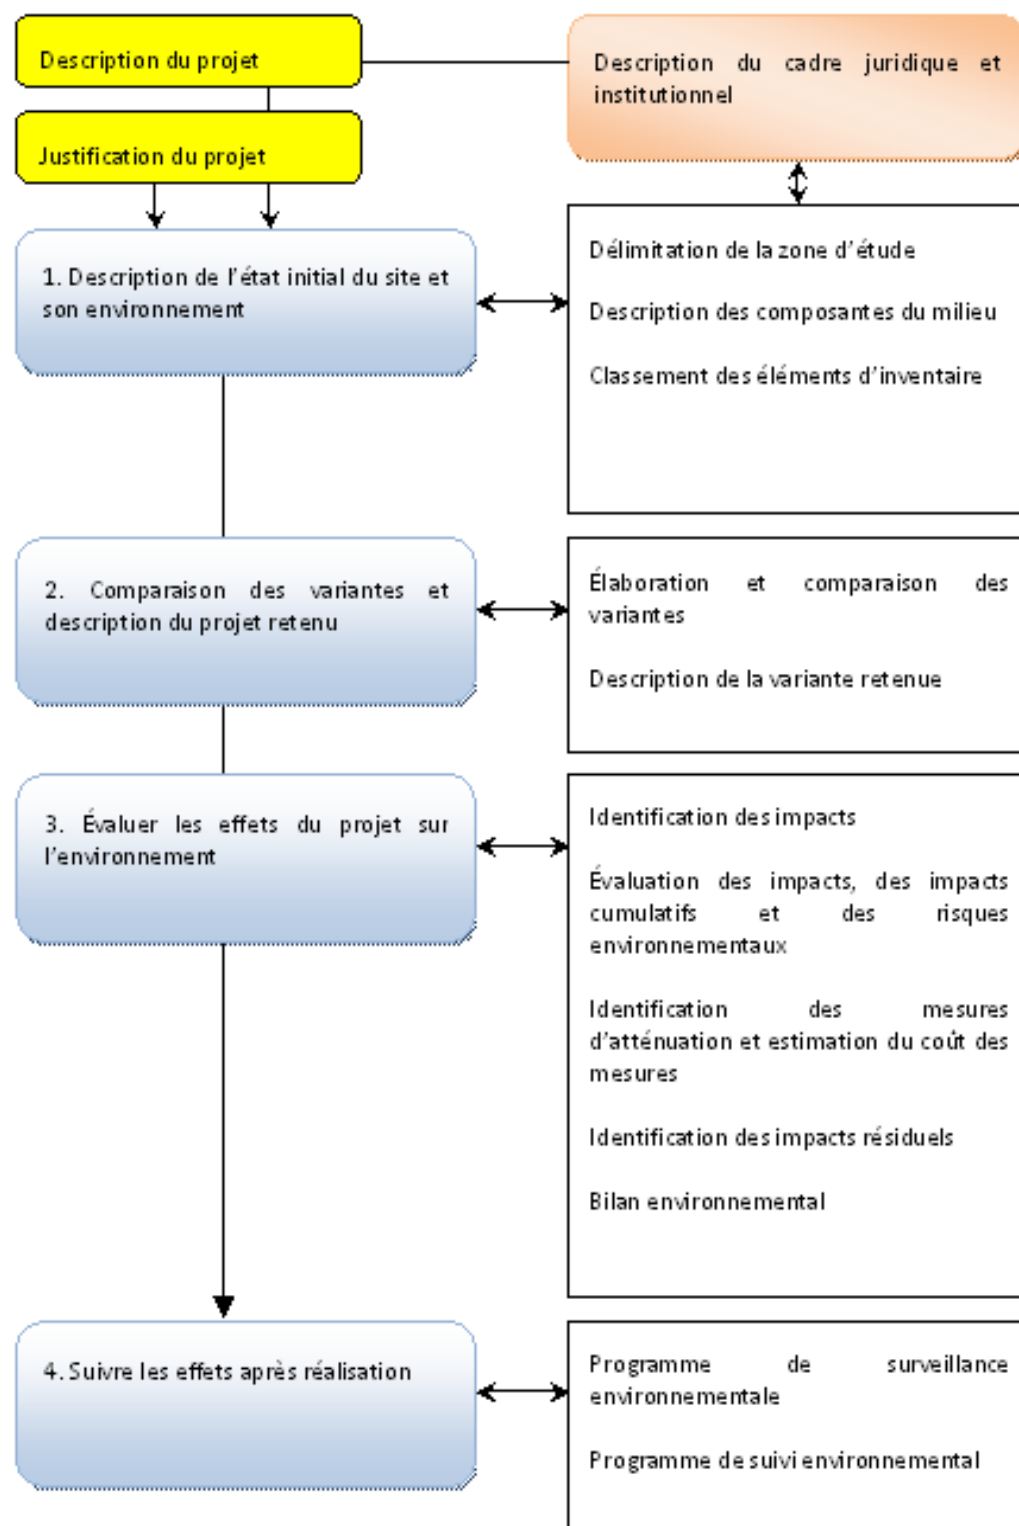 Description du projet
Description du cadre juridique et
institutionnel
Justification du projet
1. Description de l'état initial du site et
son environnement
Délimitation de la zone d'étude
Description des composantes du milieu
Classement des éléments d'inventaire
2. Comparaison des variantes et
description du projet retenu
Élaboration et comparaison des
variantes
Description de la variante retenue
3. Évaluer les effets du projet sur
l'environnement
Identification des impacts
Évaluation des impacts, des impacts
cumulatifs et des risques
environnementaux
Identification des mesures
d'atténuation et estimation du coût des
mesures
Identification des impacts résiduels
Bilan environnemental
4. Suivre les effets après réalisation
Programme de surveillance
environnementale
Programme de suivi environnemental